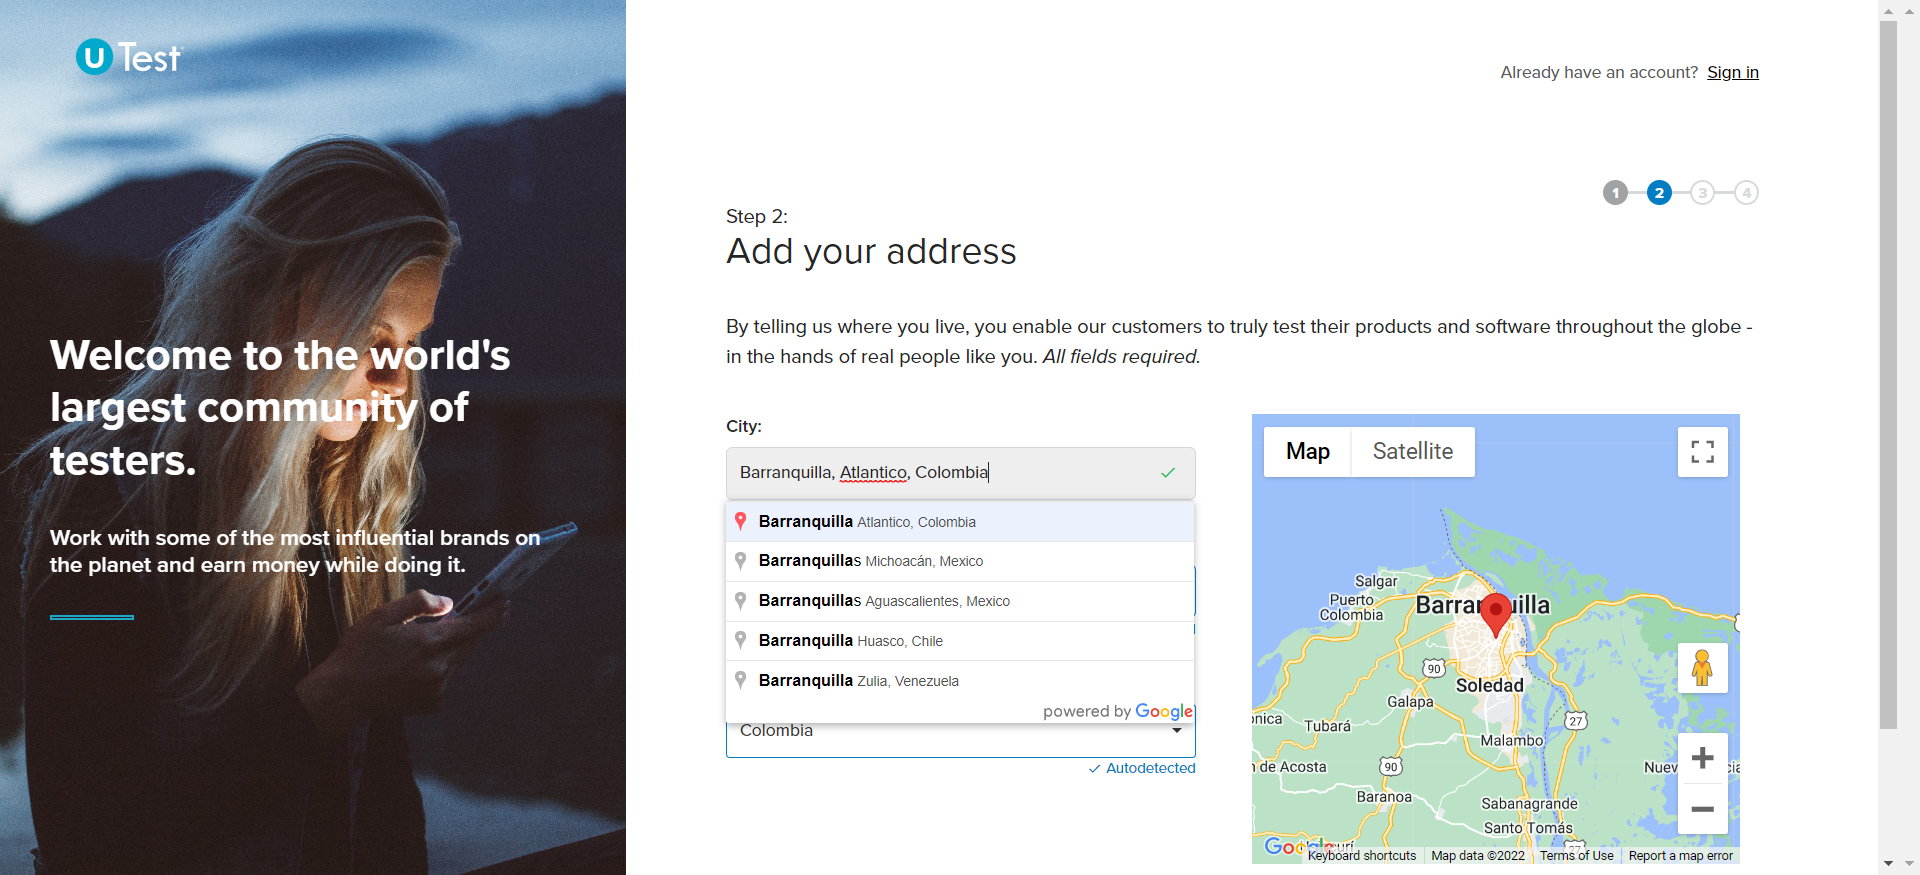 U Test
Already have an account? Sign in
1 2 3 4
Step 2:
Add your address
Welcome to the world's
largest community of
testers.
Work with some of the most influential brands on
the planet and earn money while doing it.
By telling us where you live, you enable our customers to truly test their products and software throughout the globe -
in the hands of real people like you. All fields required.
City:
Barranquilla, Atlantico, Colombia
Barranquilla Atlantico, Colombia
Barranquillas Michoacán, Mexico
Barranquillas Aguascalientes, Mexico
Barranquilla Huasco, Chile
Barranquilla Zulia, Venezuela
powered by Google
Colombia
Autodetected
Map Satellite
Salgar
Puerto
Colombia
Barranquilla
90
Soledad
Galapa
27
Tubará
Malambo
90
Baranoa
Sabanagrande
Santo Tomás
27
Google
Keyboard shortcuts Map data ©2022 Terms of Use Report a map error